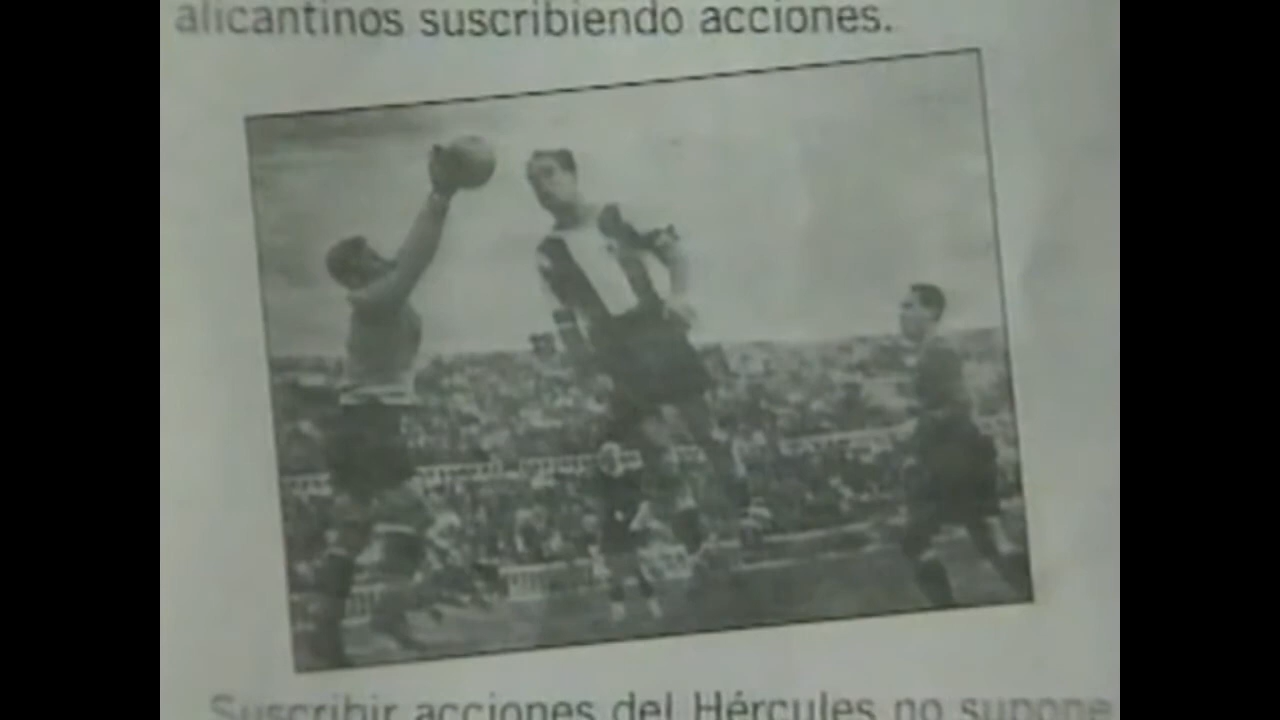 alicantinos suscribiendo acciones.
Suscribir acciones del Hércules no supone